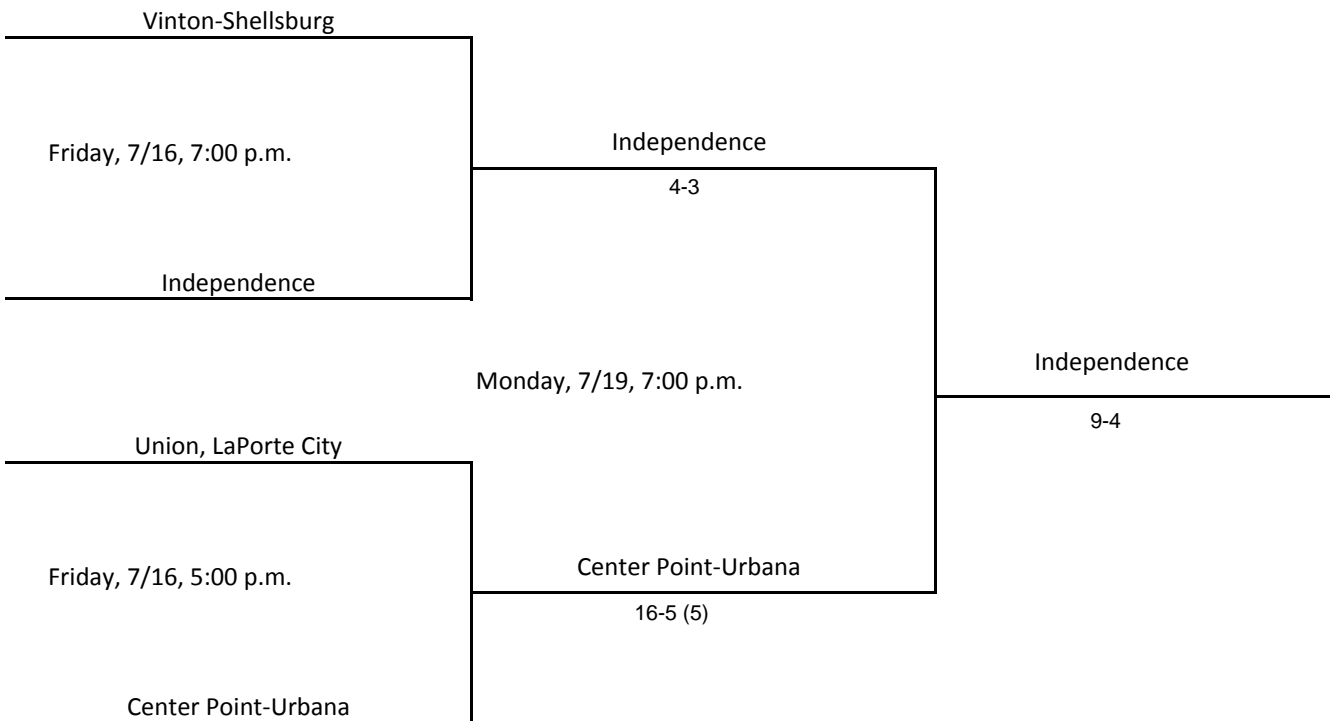 Vinton-Shellsburg
Friday, 7/16, 7:00 p.m.
Independence
4-3
Independence
Monday, 7/19, 7:00 p.m.
Independence
9-4
Union, LaPorte City
Friday, 7/16, 5:00 p.m.
Center Point-Urbana
16-5 (5)
Center Point-Urbana